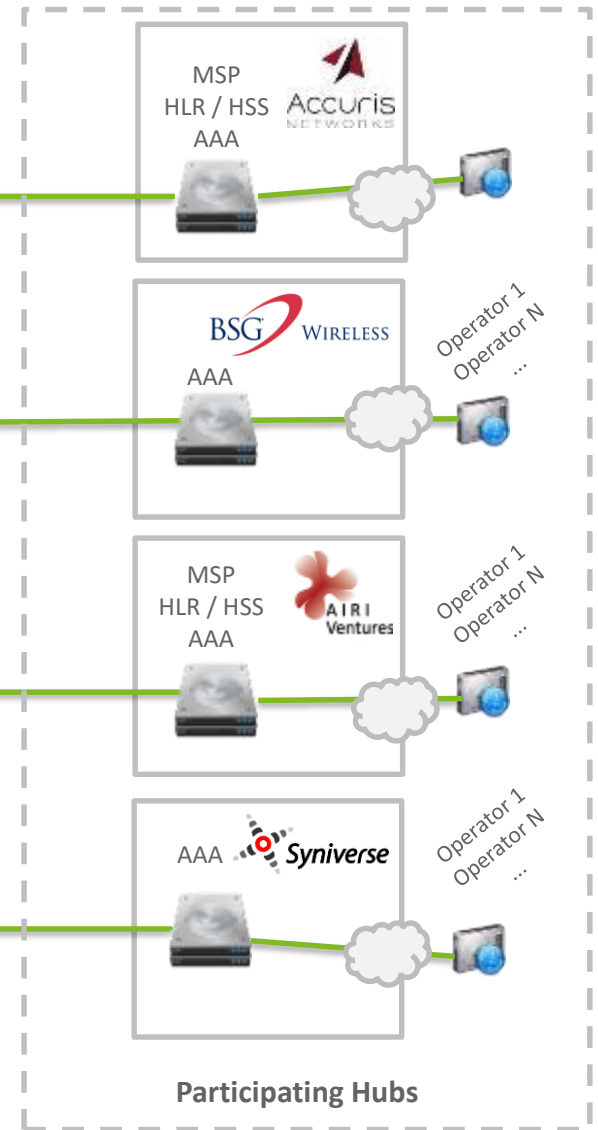 MSP
HLR / HSS
AAA
Accuris
NETWORKS
BSG WIRELESS
AAA
Operator 1
Operator N
...
MSP
HLR / HSS
AAA
AIRI
Ventures
Operator 1
Operator N
...
AAA
Syniverse
Operator 1
Operator N
...
Participating Hubs